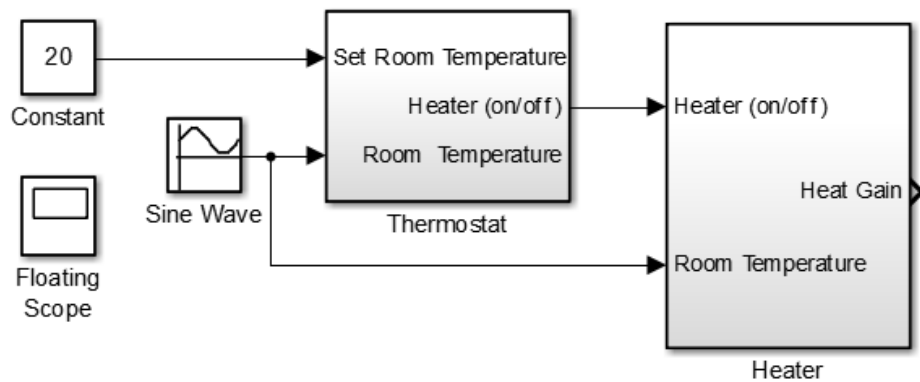 20
Constant
Set Room Temperature
Heater (on/off)
Room Temperature
Thermostat
Sine Wave
Floating
Scope
Heater (on/off)
Heat Gain
Room Temperature
Heater